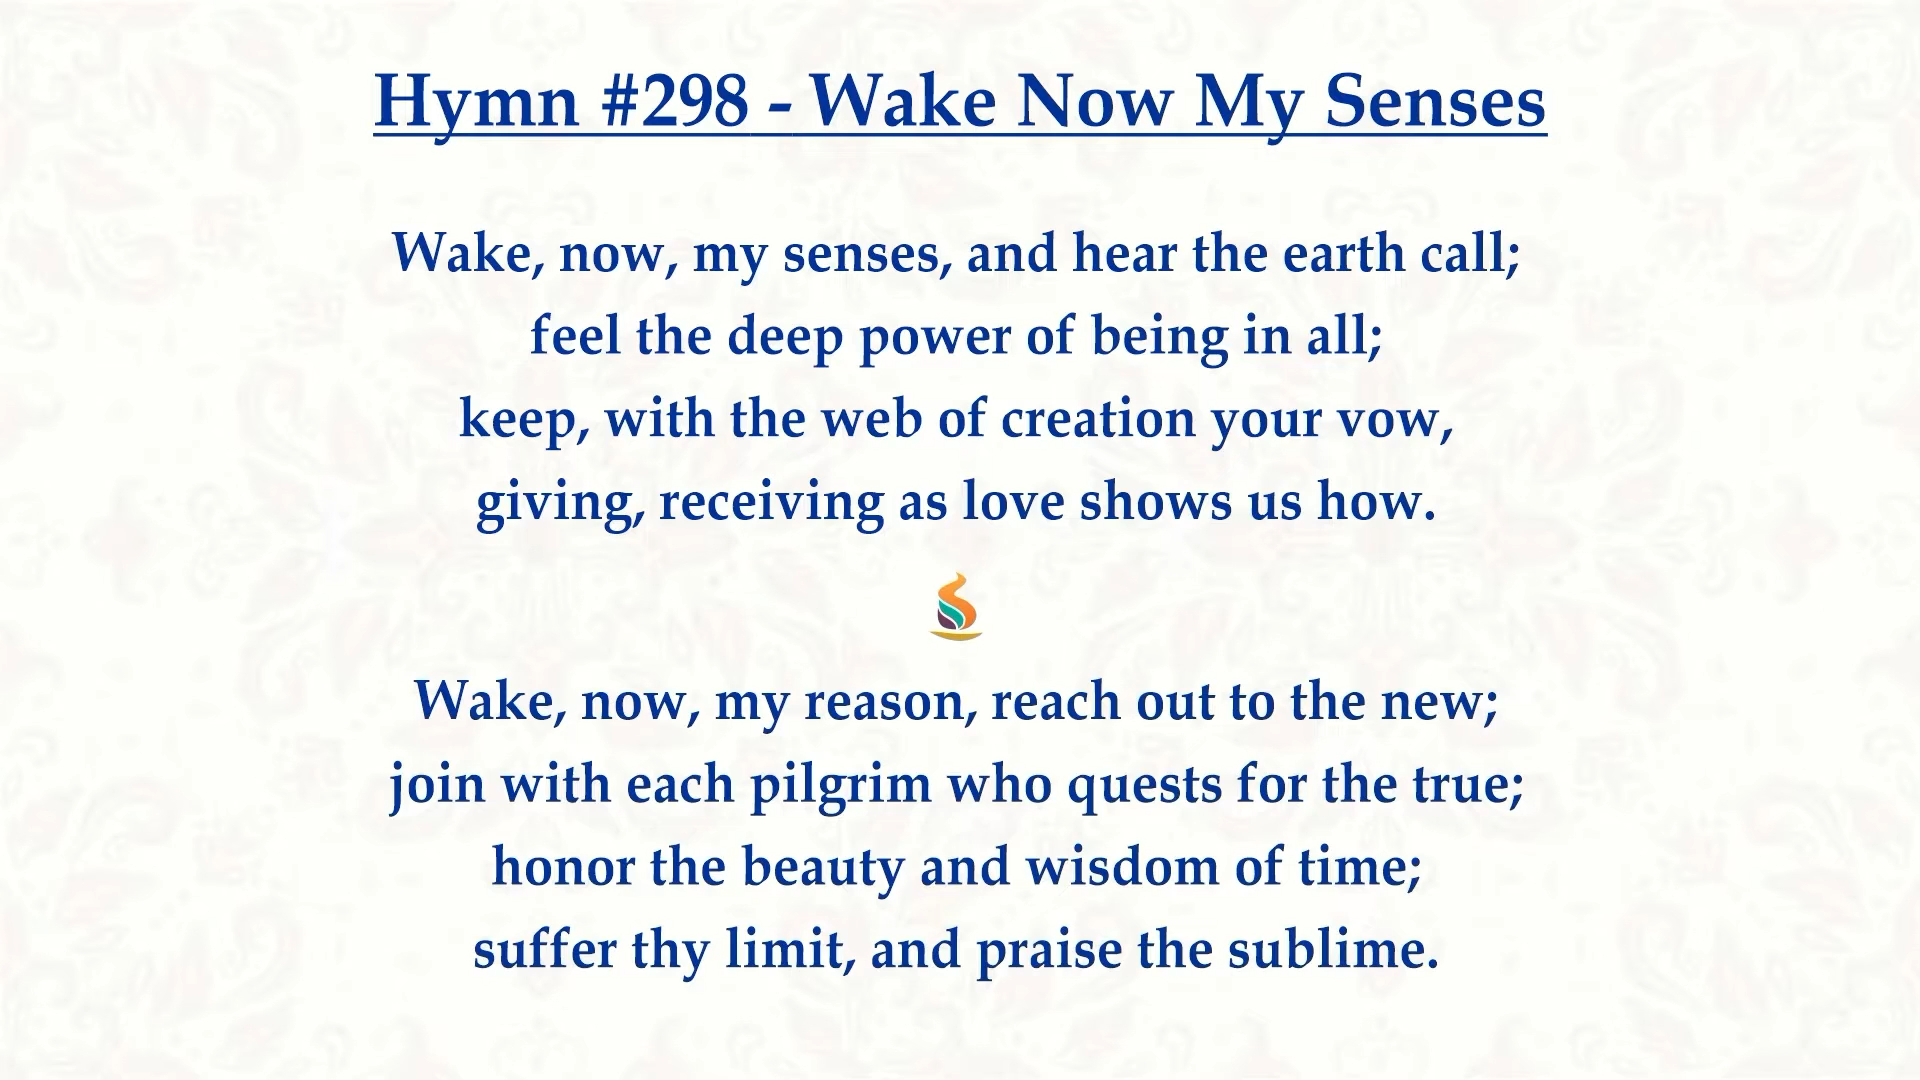 Hymn #298 - Wake Now My Senses
Wake, now, my senses, and hear the earth call;
feel the deep power of being in all;
keep, with the web of creation your vow,
giving, receiving as love shows us how.
Wake, now, my reason, reach out to the new;
join with each pilgrim who quests for the true;
honor the beauty and wisdom of time;
suffer thy limit, and praise the sublime.